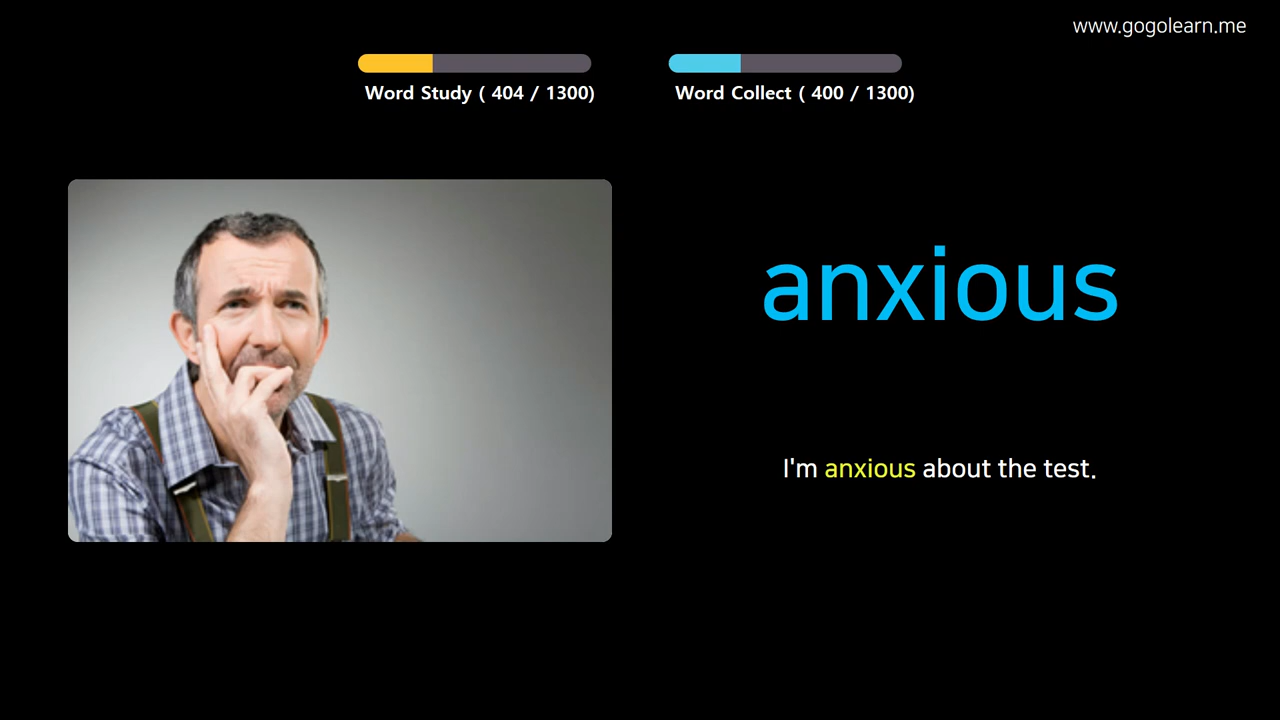 www.gogolearn.me
Word Study ( 404 / 1300)
Word Collect ( 400 / 1300)
anxious
I'm anxious about the test.